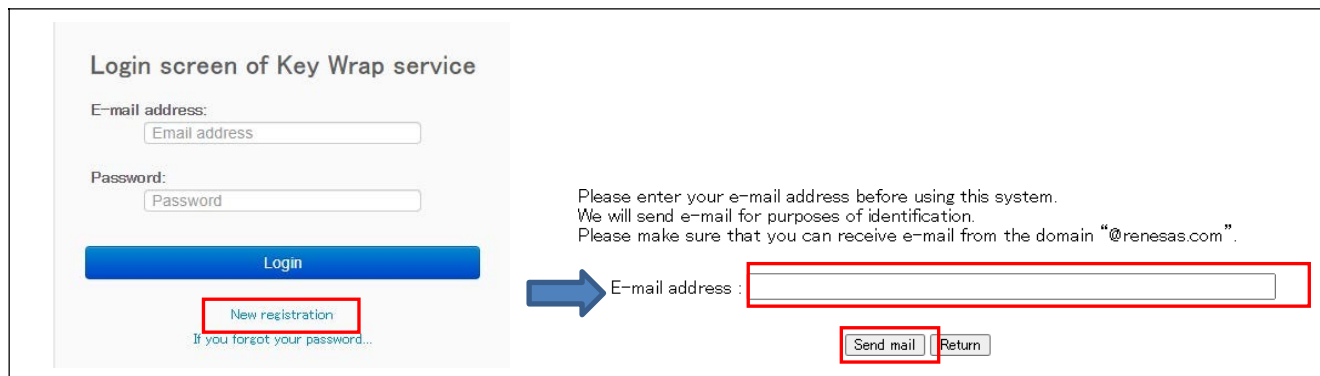 Login screen of Key Wrap service
E-mail address:
Email address
Password:
Password
Login
New registration
If you forgot your password...
Please enter your e-mail address before using this system.
We will send e-mail for purposes of identification.
Please make sure that you can receive e-mail from the domain “@renesas.com”.
E-mail address :
Send mail Return